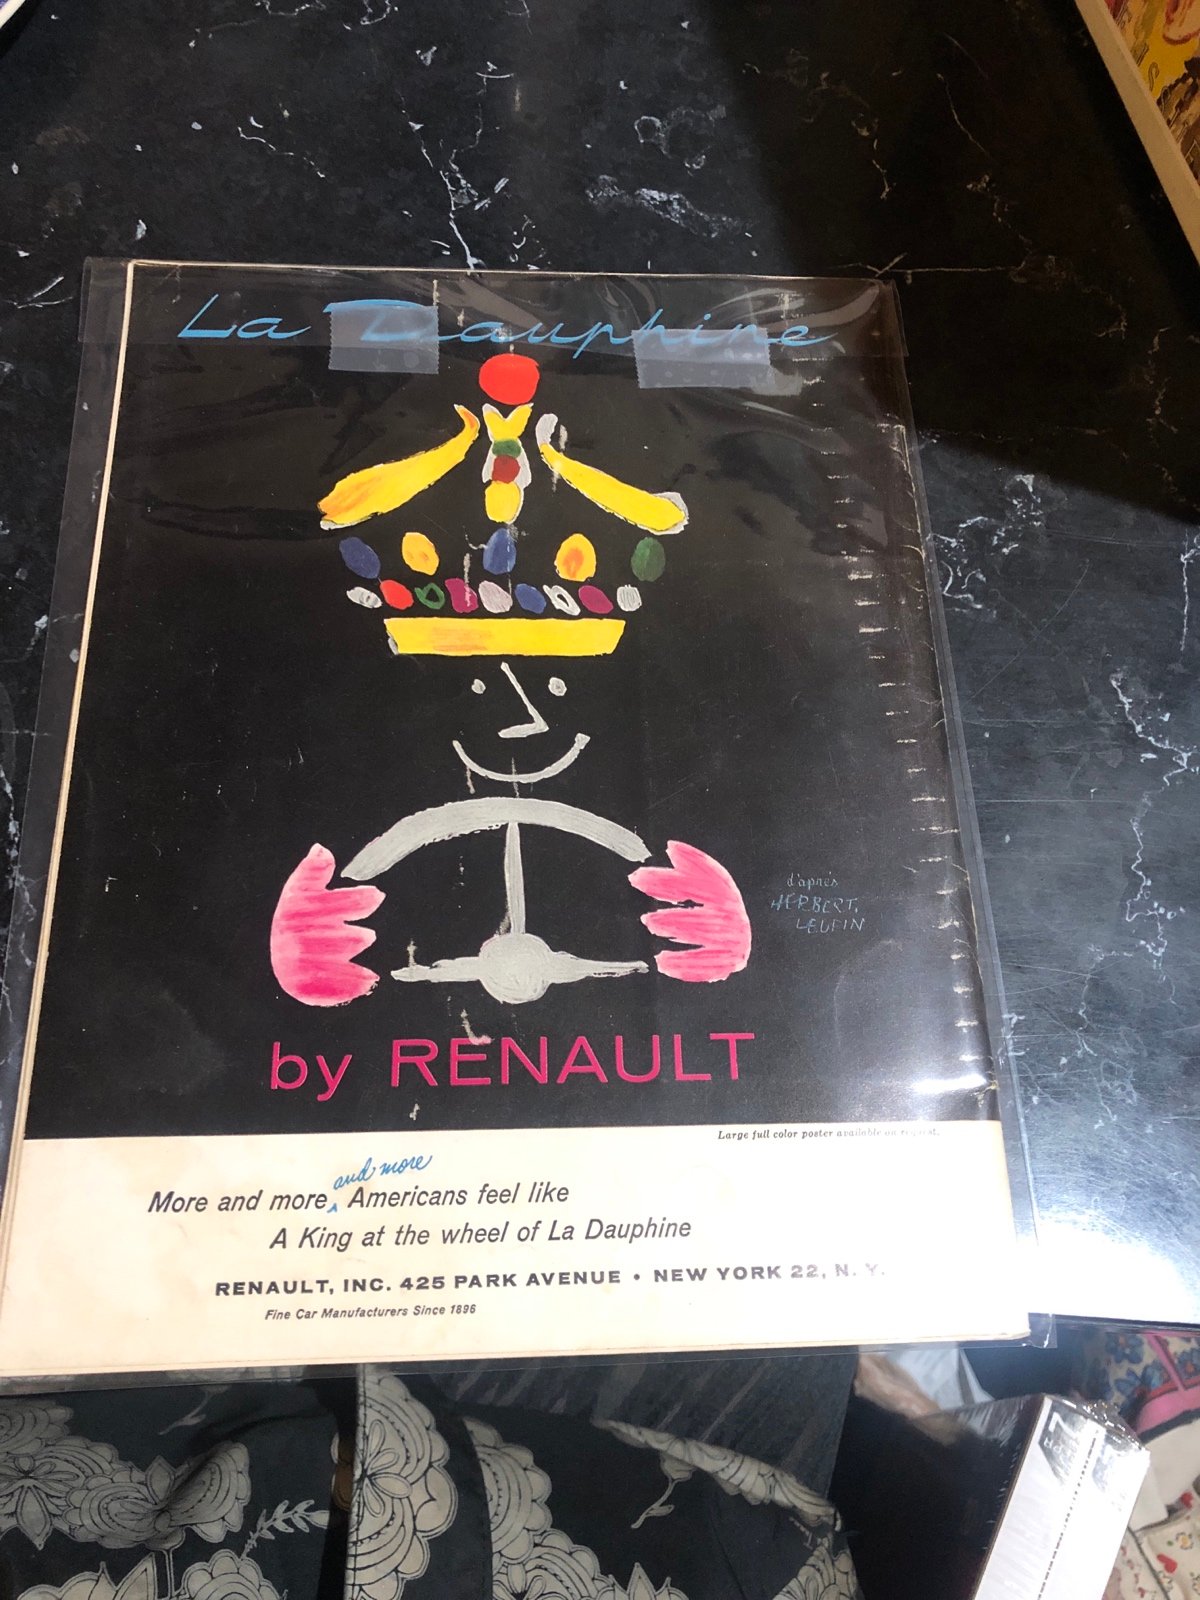 La Dauphine
d'après
HERBERT
LEUPIN
by RENAULT
Large full color poster available on request.
and more
More and more‸ Americans feel like
A King at the wheel of La Dauphine
RENAULT, INC. 425 PARK AVENUE • NEW YORK 22, N. Y.
Fine Car Manufacturers Since 1896